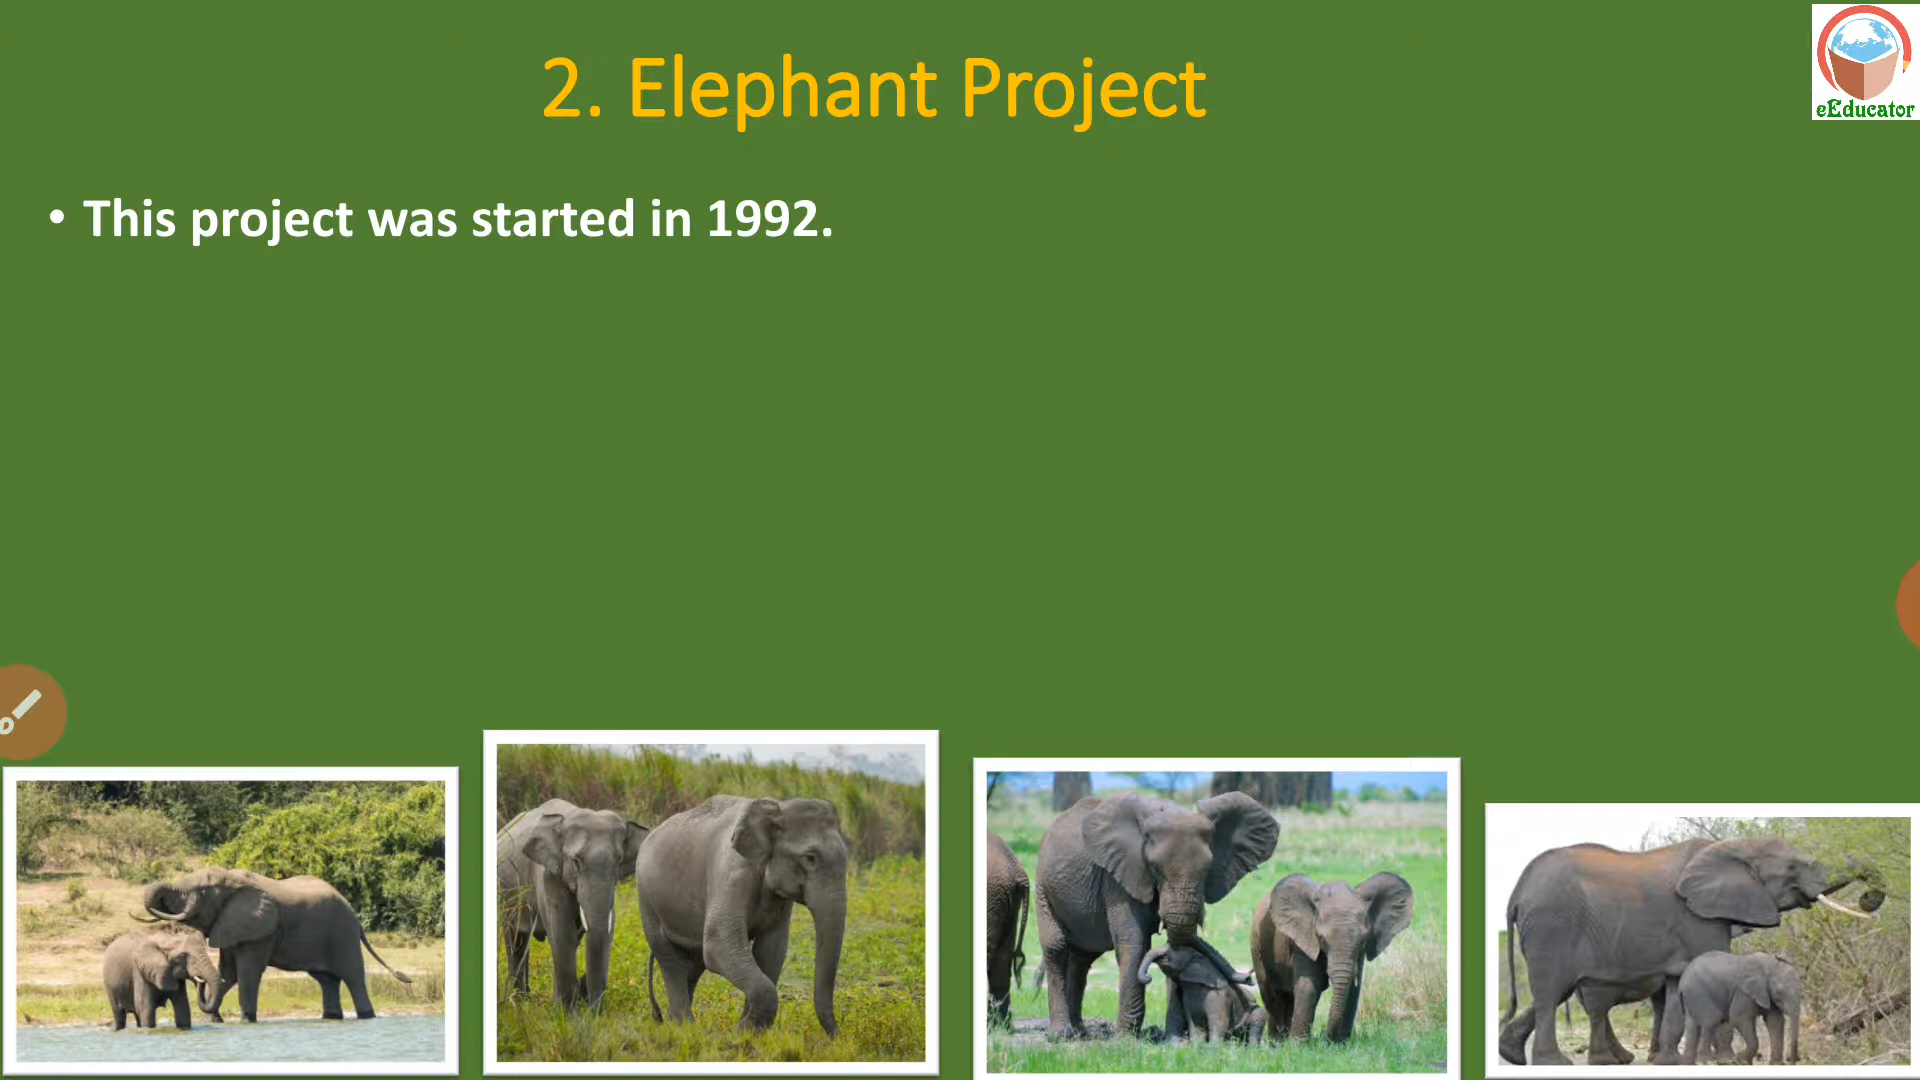 2. Elephant Project
eEducator
• This project was started in 1992.